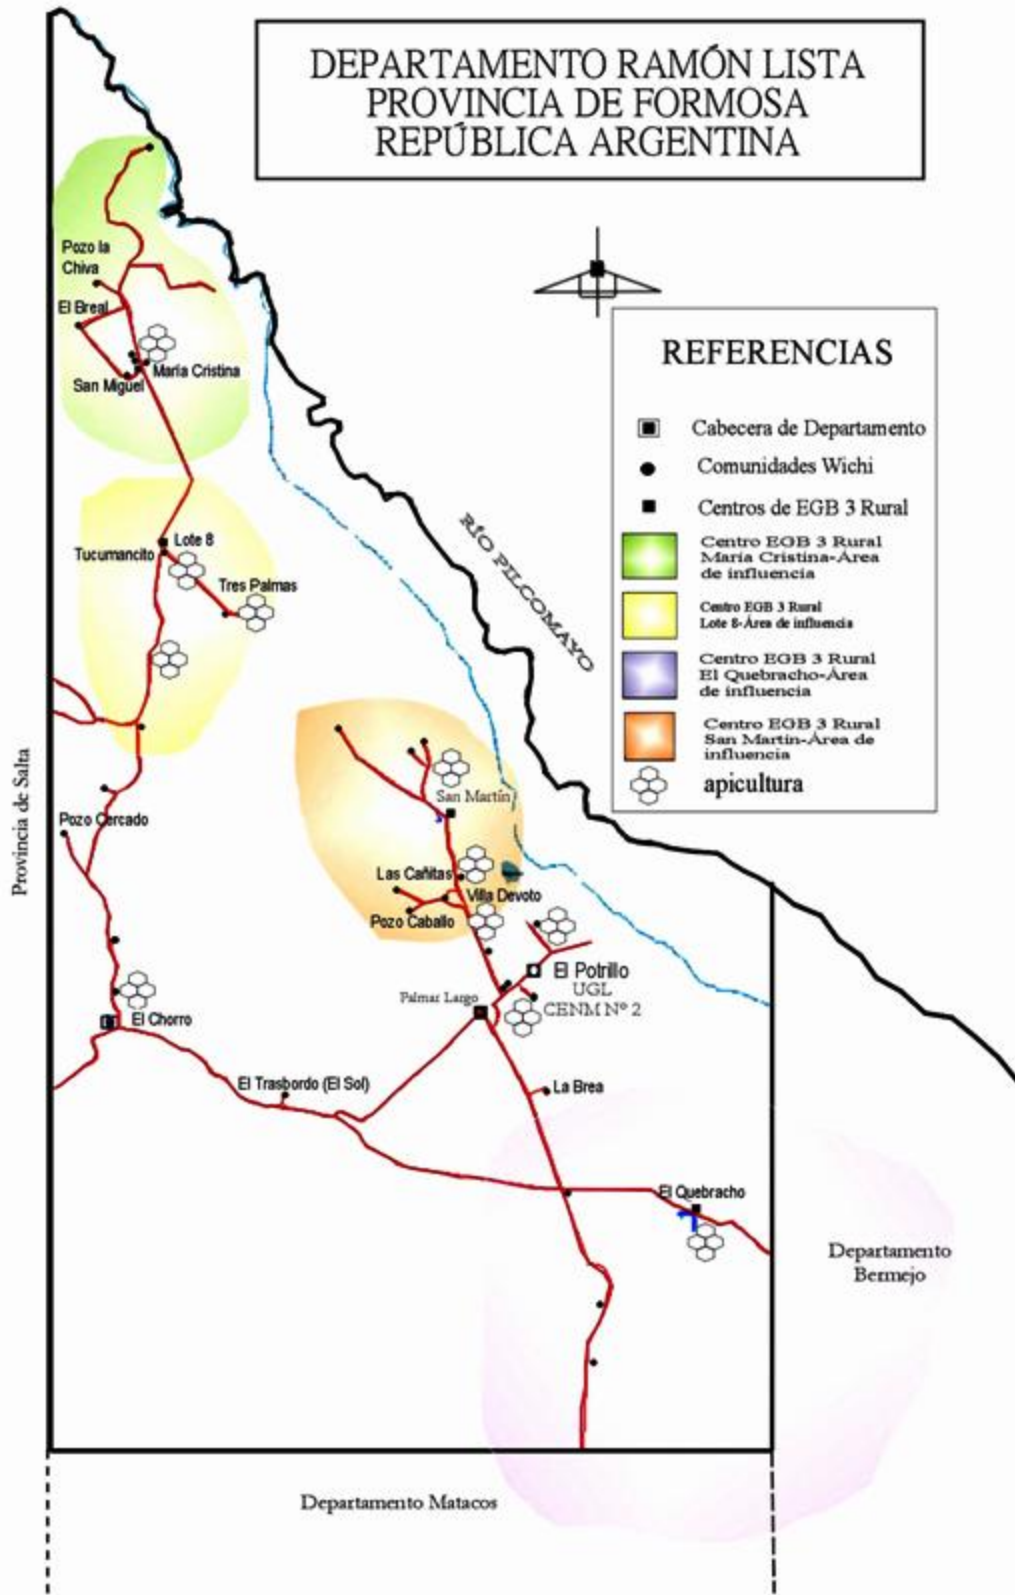 DEPARTAMENTO RAMÓN LISTA
PROVINCIA DE FORMOSA
REPÚBLICA ARGENTINA
Pozo la
Chiva
El Breal
María Cristina
San Miguel
REFERENCIAS
Cabecera de Departamento
Comunidades Wichi
Centros de EGB 3 Rural
Centro EGB 3 Rural
María Cristina-Área
de influencia
Centro EGB 3 Rural
Lote 8-Área de influencia
Centro EGB 3 Rural
El Quebracho-Área
de influencia
Centro EGB 3 Rural
San Martín-Área de
influencia
apicultura
RÍO PILCOMAYO
Lote 8
Tucumancito
Tres Palmas
Provincia de Salta
Pozo Cercado
San Martín
Las Cañitas
Villa Devoto
Pozo Caballo
El Potrillo
UGL
CENM Nº 2
Palmar Largo
El Chorro
El Trasbordo (El Sol)
La Brea
El Quebracho
Departamento
Bermejo
Departamento Matacos